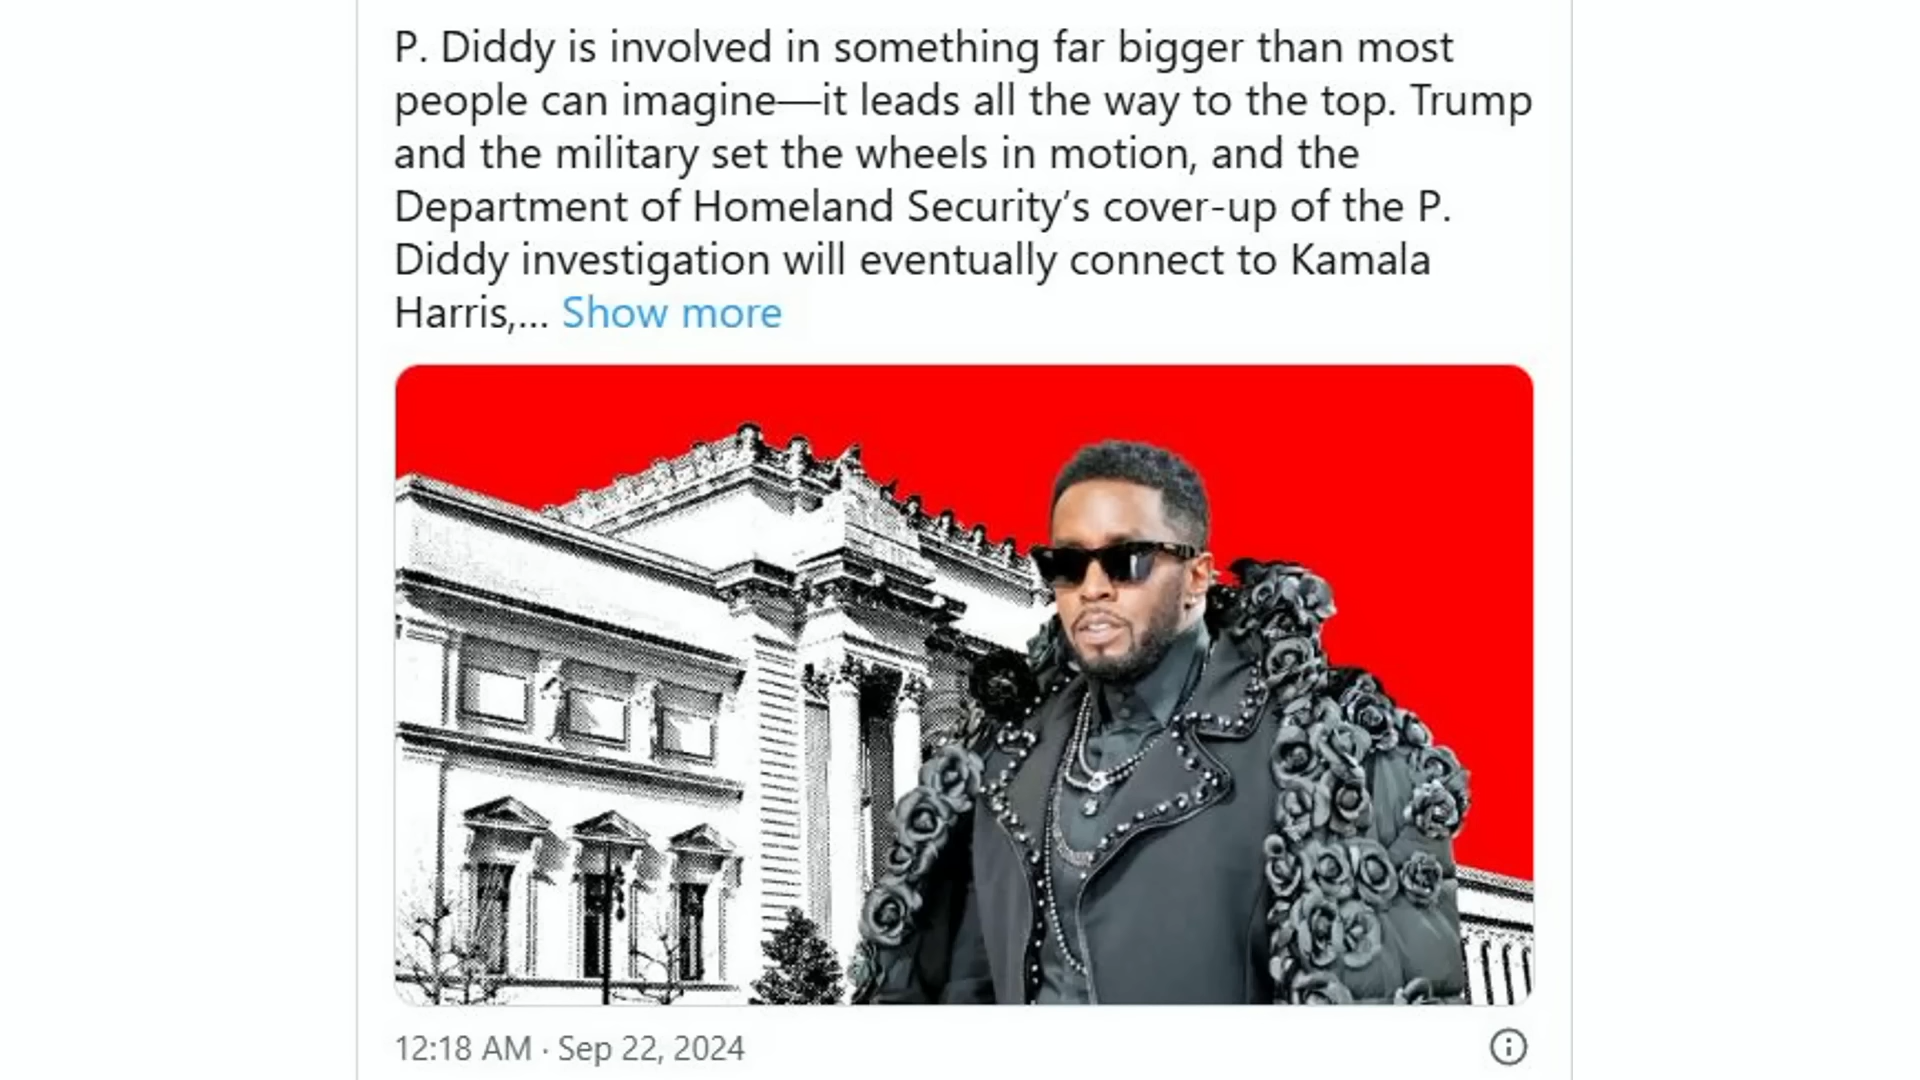 P. Diddy is involved in something far bigger than most
people can imagine—it leads all the way to the top. Trump
and the military set the wheels in motion, and the
Department of Homeland Security’s cover-up of the P.
Diddy investigation will eventually connect to Kamala
Harris,... Show more
12:18 AM · Sep 22, 2024